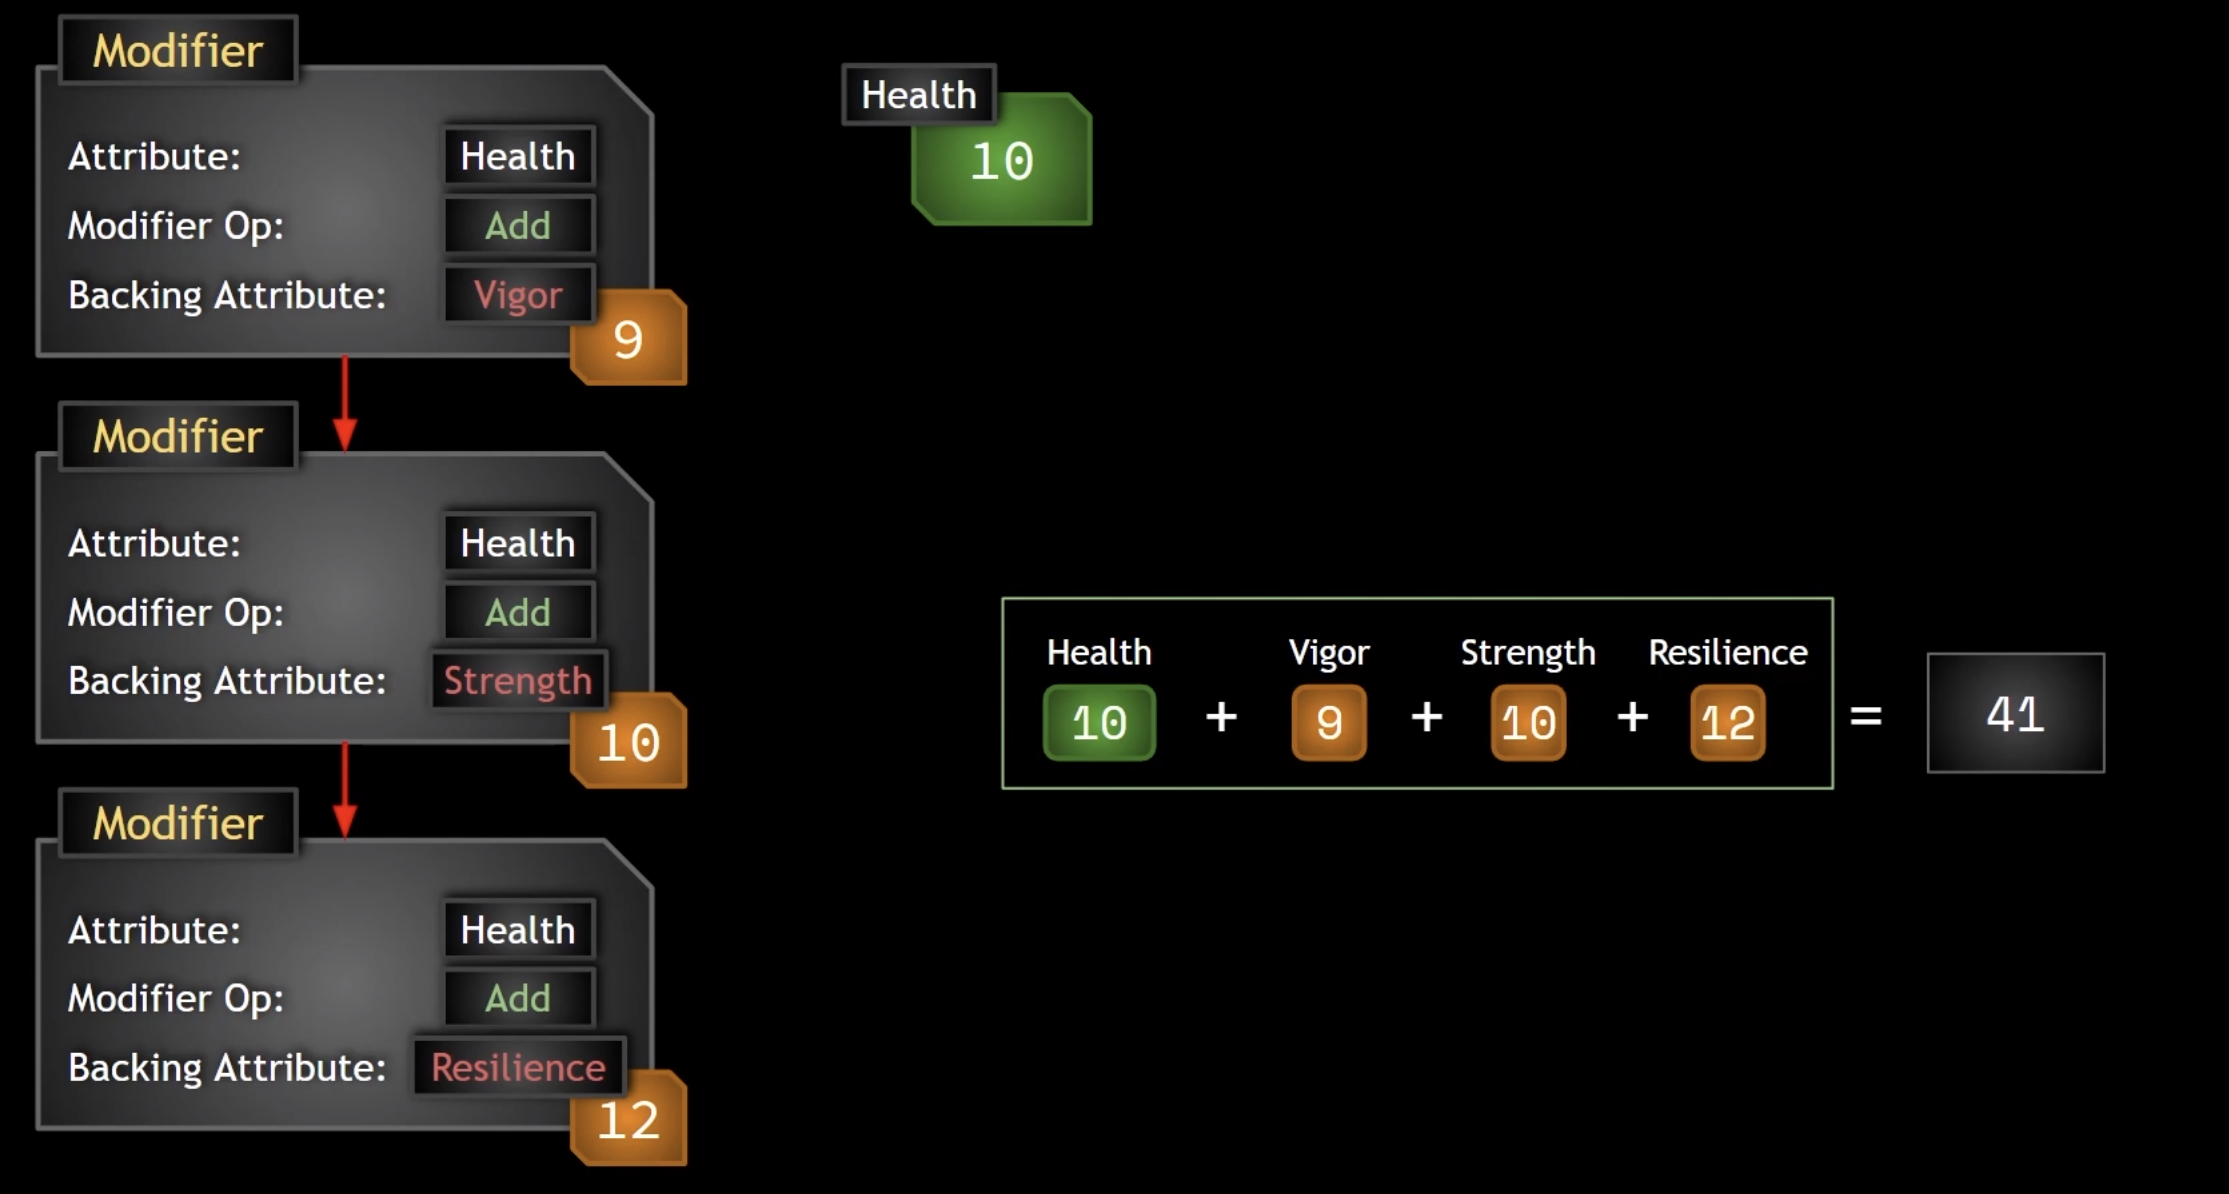 Modifier
Attribute: Health
Modifier Op: Add
Backing Attribute: Vigor
9
Modifier
Attribute: Health
Modifier Op: Add
Backing Attribute: Strength
10
Modifier
Attribute: Health
Modifier Op: Add
Backing Attribute: Resilience
12
Health
10
Health Vigor Strength Resilience
10 + 9 + 10 + 12 = 41